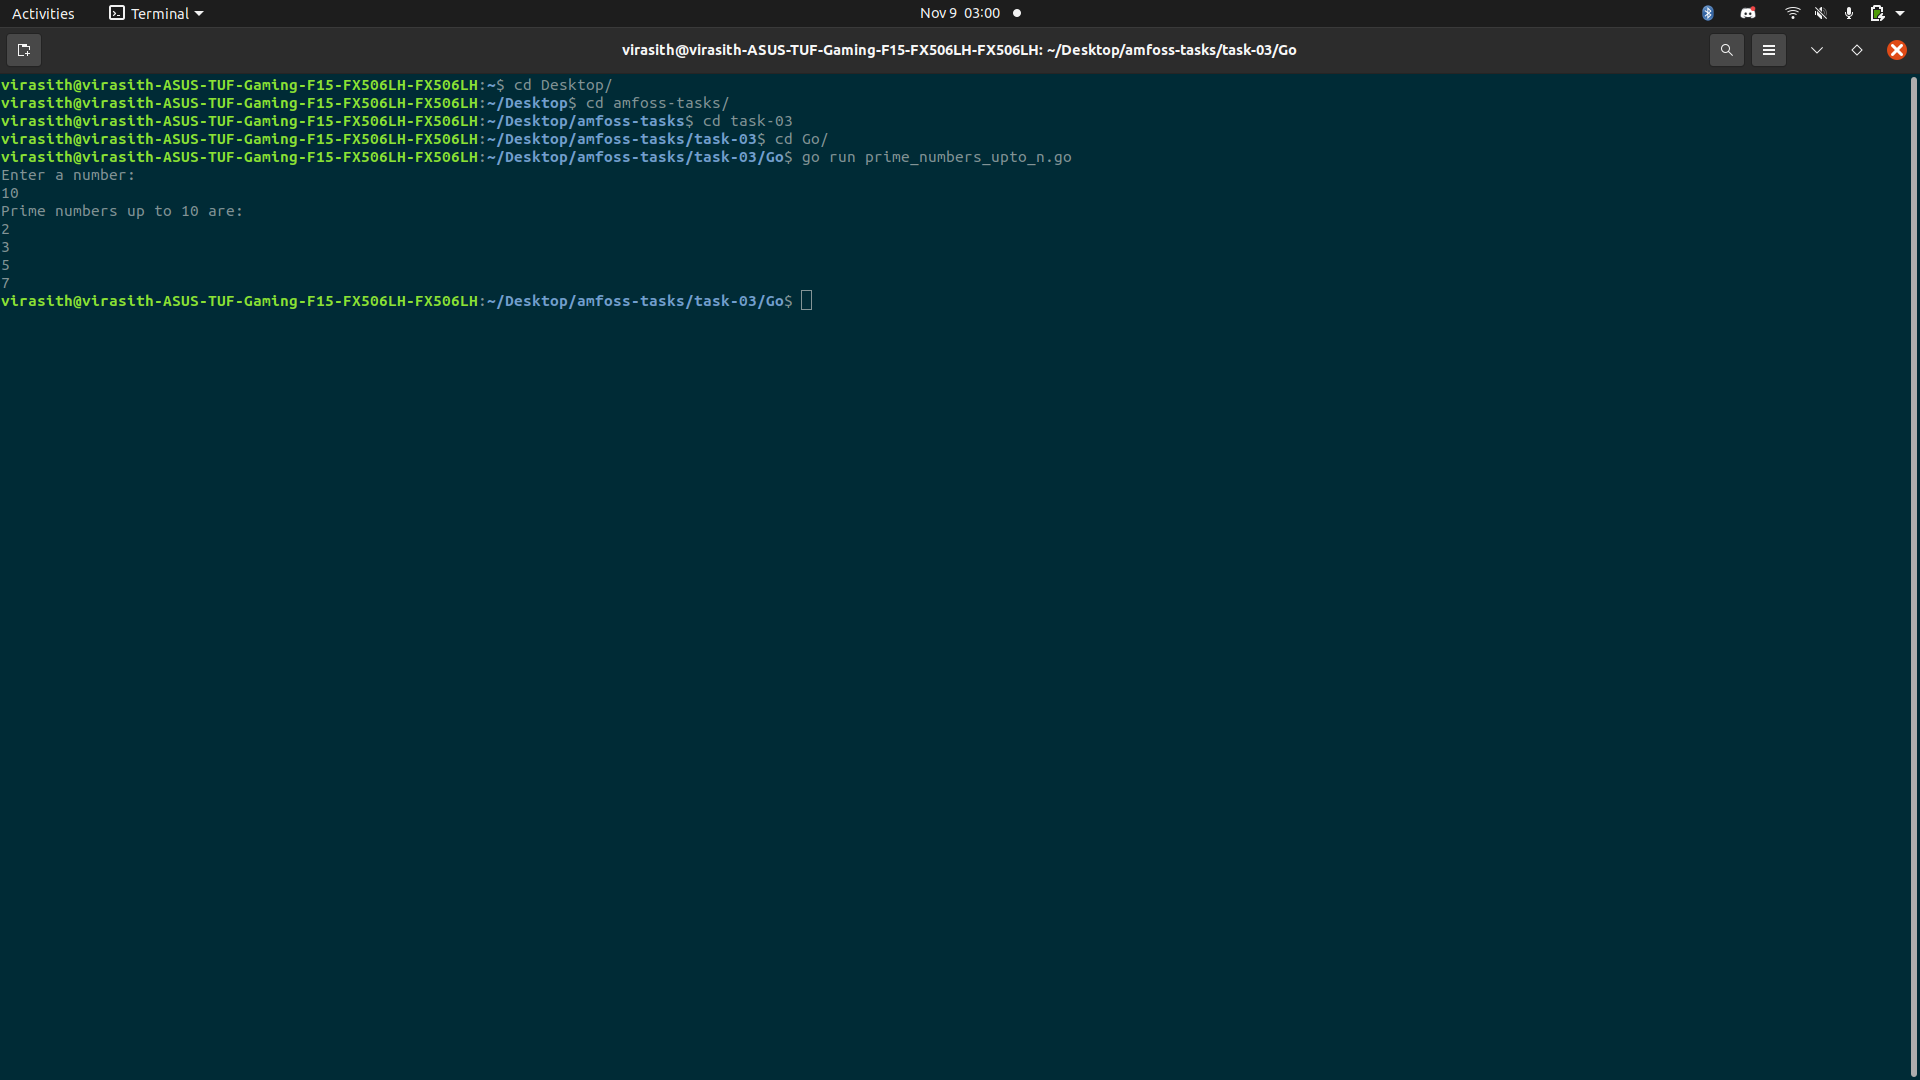 Activities Terminal Nov 9 03:00
virasith@virasith-ASUS-TUF-Gaming-F15-FX506LH-FX506LH: ~/Desktop/amfoss-tasks/task-03/Go
virasith@virasith-ASUS-TUF-Gaming-F15-FX506LH-FX506LH:~$ cd Desktop/
virasith@virasith-ASUS-TUF-Gaming-F15-FX506LH-FX506LH:~/Desktop$ cd amfoss-tasks/
virasith@virasith-ASUS-TUF-Gaming-F15-FX506LH-FX506LH:~/Desktop/amfoss-tasks$ cd task-03
virasith@virasith-ASUS-TUF-Gaming-F15-FX506LH-FX506LH:~/Desktop/amfoss-tasks/task-03$ cd Go/
virasith@virasith-ASUS-TUF-Gaming-F15-FX506LH-FX506LH:~/Desktop/amfoss-tasks/task-03/Go$ go run prime_numbers_upto_n.go
Enter a number:
10
Prime numbers up to 10 are:
2
3
5
7
virasith@virasith-ASUS-TUF-Gaming-F15-FX506LH-FX506LH:~/Desktop/amfoss-tasks/task-03/Go$